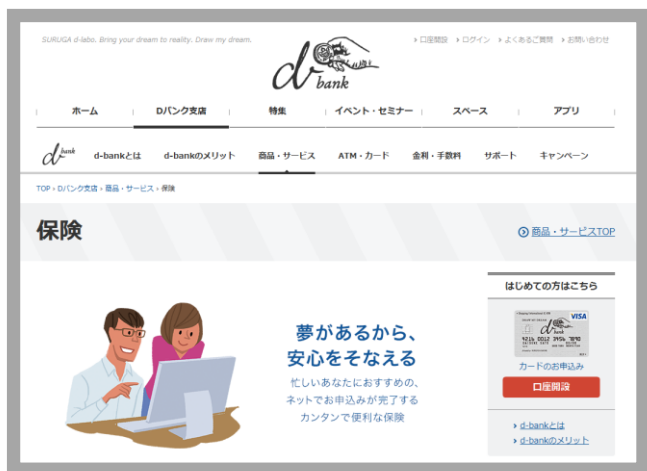 SURUGA d-labo. Bring your dream to reality. Draw my dream.
口座開設 ログイン よくあるご質問 お問い合わせ
d bank
ホーム Dバンク支店 特集 イベント・セミナー スペース アプリ
d-bank d-bankとは d-bankのメリット 商品・サービス ATM・カード 金利・手数料 サポート キャンペーン
TOP › Dバンク支店 › 商品・サービス › 保険
保険
商品・サービスTOP
はじめての方はこちら
VISA
d bank
4216 0012 3456 7890
カードのお申込み
口座開設
d-bankとは
d-bankのメリット
夢があるから、
安心をそなえる
忙しいあなたにおすすめの、
ネットでお申込みが完了する
カンタンで便利な保険